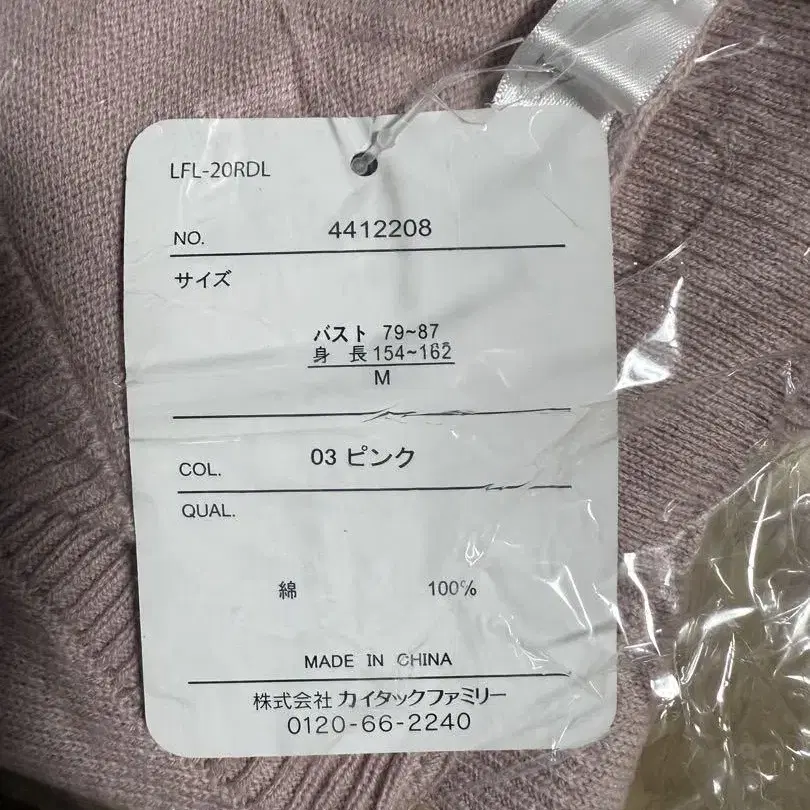 LFL-20RDL
NO. 4412208
サイズ
バスト 79~87
身 長 154~162
M
COL. 03 ピンク
QUAL.
綿 100%
MADE IN CHINA
株式会社 カイタックファミリー
0120-66-2240